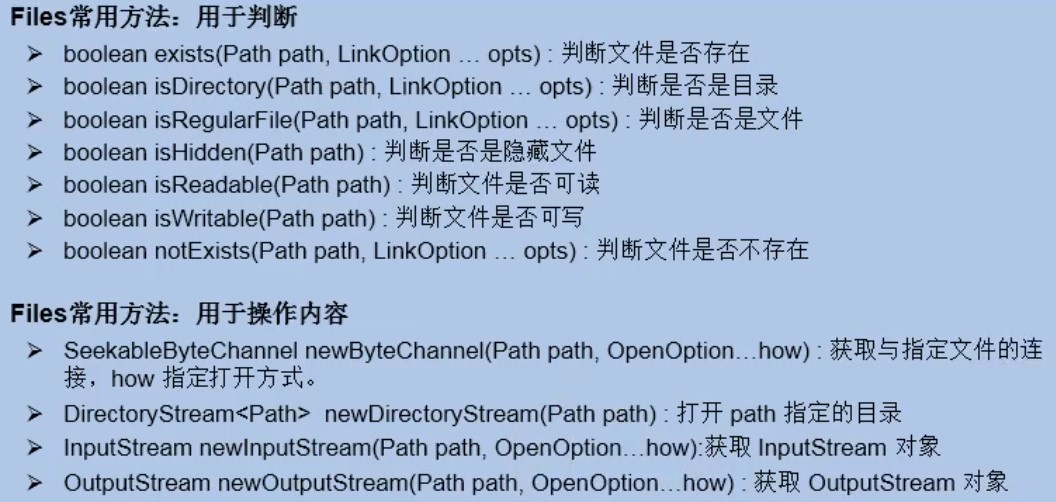 Files常用方法：用于判断
➢ boolean exists(Path path, LinkOption … opts) : 判断文件是否存在
➢ boolean isDirectory(Path path, LinkOption … opts) : 判断是否是目录
➢ boolean isRegularFile(Path path, LinkOption … opts) : 判断是否是文件
➢ boolean isHidden(Path path) : 判断是否是隐藏文件
➢ boolean isReadable(Path path) : 判断文件是否可读
➢ boolean isWritable(Path path) : 判断文件是否可写
➢ boolean notExists(Path path, LinkOption … opts) : 判断文件是否不存在
Files常用方法：用于操作内容
➢ SeekableByteChannel newByteChannel(Path path, OpenOption…how) : 获取与指定文件的连
接，how 指定打开方式。
➢ DirectoryStream<Path> newDirectoryStream(Path path) : 打开 path 指定的目录
➢ InputStream newInputStream(Path path, OpenOption…how):获取 InputStream 对象
➢ OutputStream newOutputStream(Path path, OpenOption…how) : 获取 OutputStream 对象